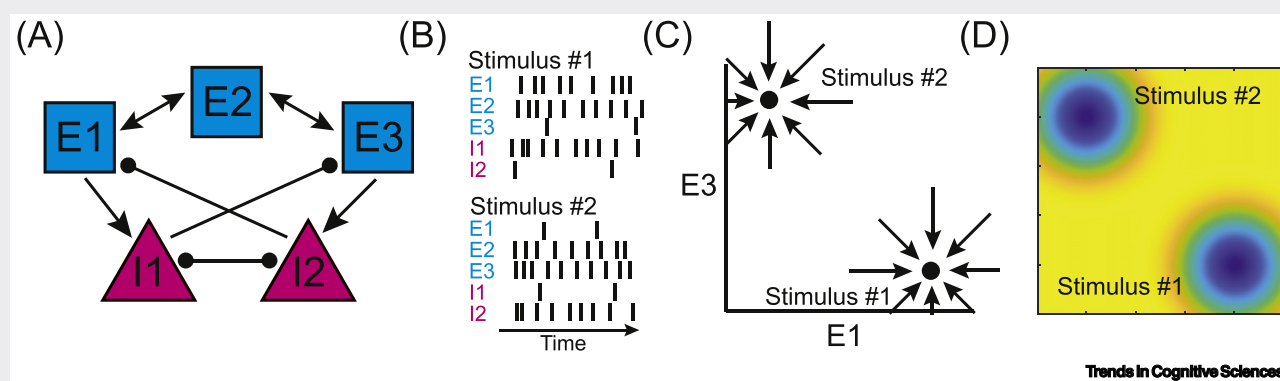 (A)
E1
E2
E3
I1
I2
(B)
Stimulus #1
E1
E2
E3
I1
I2
Stimulus #2
E1
E2
E3
I1
I2
Time
(C)
Stimulus #2
E3
Stimulus #1
E1
(D)
Stimulus #2
Stimulus #1
Trends in Cognitive Sciences